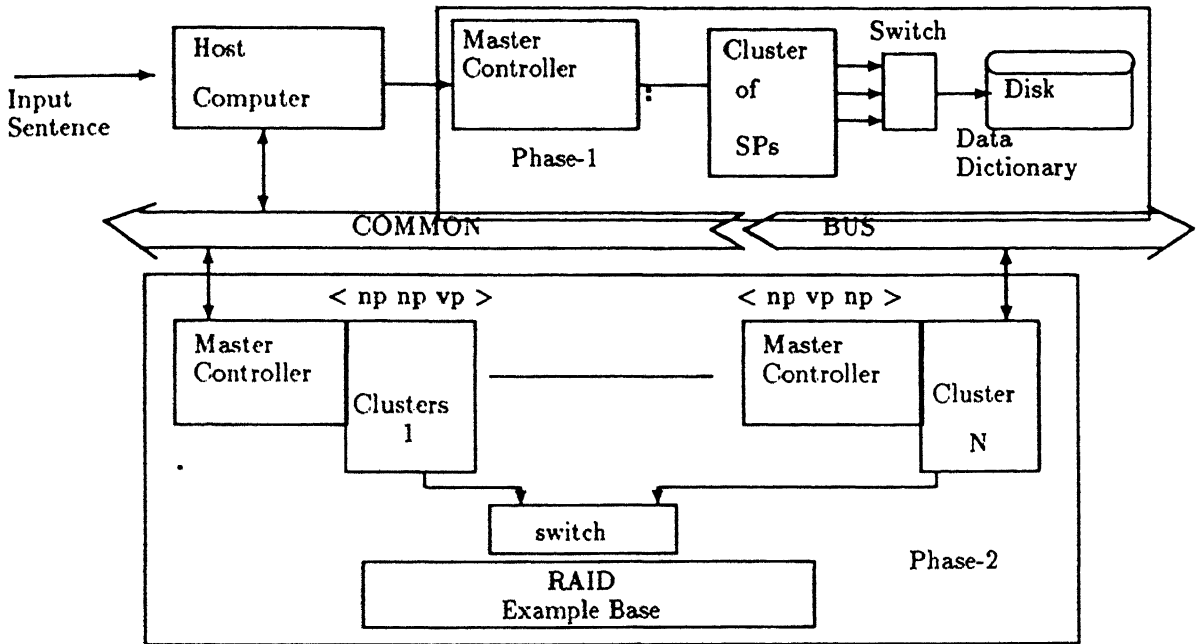 Host
Computer
Input
Sentence
Master
Controller
Phase-1
Cluster
of
SPs
Switch
Disk
Data
Dictionary
COMMON BUS
< np np vp >
< np vp np >
Master
Controller
Clusters
1
Master
Controller
Cluster
N
switch
Phase-2
RAID
Example Base